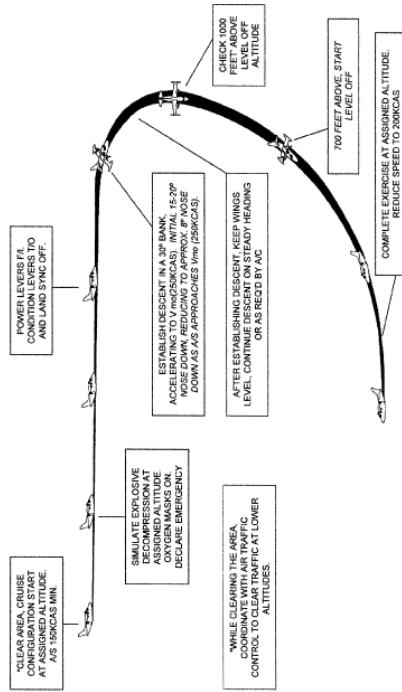 *CLEAR AREA, CRUISE
CONFIGURATION START
AT ASSIGNED ALTITUDE.
A/S 150KCAS MIN.
SIMULATE EXPLOSIVE
DECOMPRESSION AT
ASSIGNED ALTITUDE.
OXYGEN MASKS ON.
DECLARE EMERGENCY
POWER LEVERS F/I.
CONDITION LEVERS T/O
AND LAND SYNC OFF.
ESTABLISH DESCENT IN A 30º BANK,
ACCELERATING TO V mo(250KCAS). INITIAL 15-20º
NOSE DOWN, REDUCING TO APPROX. 8º NOSE
DOWN AS A/S APPROACHES Vmo (250KCAS).
AFTER ESTABLISHING DESCENT, KEEP WINGS
LEVEL, CONTINUE DESCENT ON STEADY HEADING
OR AS REQ'D BY A/C
CHECK 1000
FEET ABOVE
LEVEL OFF
ALTITUDE
700 FEET ABOVE, START
LEVEL OFF
COMPLETE EXERCISE AT ASSIGNED ALTITUDE.
REDUCE SPEED TO 200KCAS
*WHILE CLEARING THE AREA,
COORDINATE WITH AIR TRAFFIC
CONTROL TO CLEAR TRAFFIC AT LOWER
ALTITUDES.